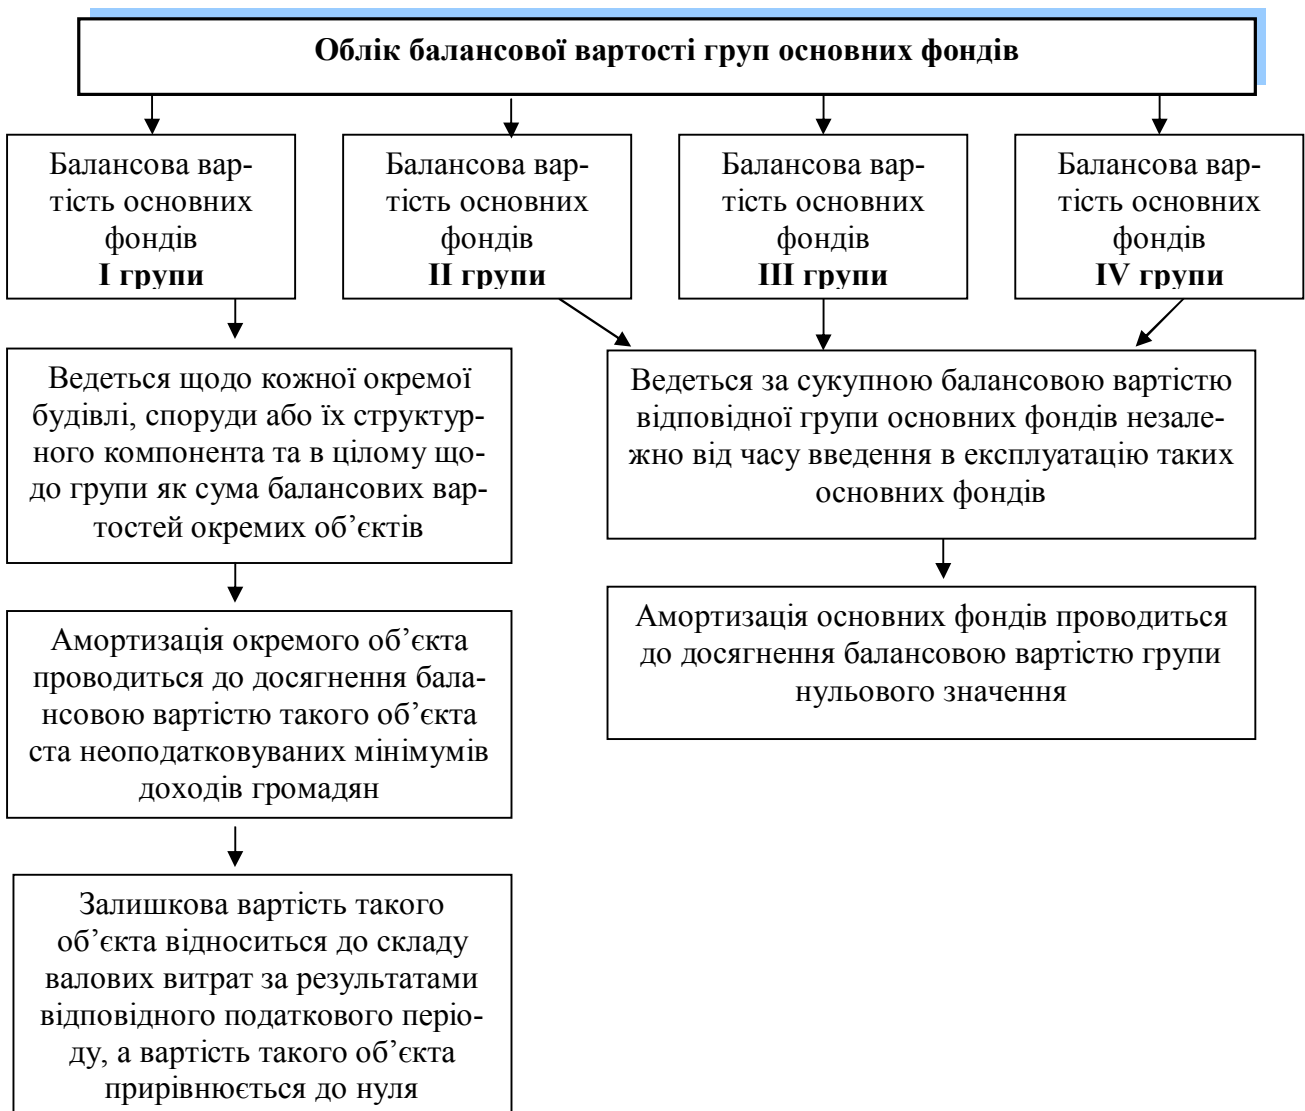 Облік балансової вартості груп основних фондів
Балансова вар-
тість основних
фондів
I групи
Балансова вар-
тість основних
фондів
II групи
Балансова вар-
тість основних
фондів
III групи
Балансова вар-
тість основних
фондів
IV групи
Ведеться щодо кожної окремої
будівлі, споруди або їх структур-
ного компонента та в цілому що-
до групи як сума балансових вар-
тостей окремих об’єктів
Амортизація окремого об’єкта
проводиться до досягнення бала-
нсовою вартістю такого об’єкта
ста неоподатковуваних мінімумів
доходів громадян
Залишкова вартість такого
об’єкта відноситься до складу
валових витрат за результатами
відповідного податкового періо-
ду, а вартість такого об’єкта
прирівнюється до нуля
Ведеться за сукупною балансовою вартістю
відповідної групи основних фондів незале-
жно від часу введення в експлуатацію таких
основних фондів
Амортизація основних фондів проводиться
до досягнення балансовою вартістю групи
нульового значення